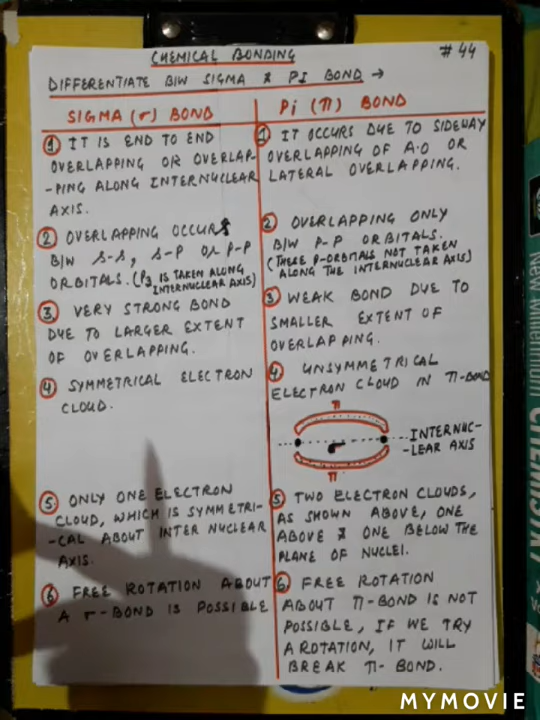 CHEMICAL BONDING
# 44
DIFFERENTIATE B/W SIGMA & PI BOND →
SIGMA (σ) BOND
① IT IS END TO END
OVERLAPPING OR OVERLAP-
-PING ALONG INTERNUCLEAR
AXIS.
② OVERLAPPING OCCURS
B/W S-S, S-P OR P-P
ORBITALS. (P_z IS TAKEN ALONG
INTERNUCLEAR AXIS)
③ VERY STRONG BOND
DUE TO LARGER EXTENT
OF OVERLAPPING.
④ SYMMETRICAL ELECTRON
CLOUD.
⑤ ONLY ONE ELECTRON
CLOUD, WHICH IS SYMMETRI-
-CAL ABOUT INTER NUCLEAR
AXIS.
⑥ FREE ROTATION ABOUT
A σ-BOND IS POSSIBLE
Pi (π) BOND
① IT OCCURS DUE TO SIDEWAY
OVERLAPPING OF A.O OR
LATERAL OVERLAPPING.
② OVERLAPPING ONLY
B/W P-P ORBITALS.
(THESE P-ORBITALS NOT TAKEN
ALONG THE INTERNUCLEAR AXIS)
③ WEAK BOND DUE TO
SMALLER EXTENT OF
OVERLAPPING.
④ UNSYMMETRICAL
ELECTRON CLOUD IN π-BOND
π
σ
INTERNUC-
-LEAR AXIS
π
⑤ TWO ELECTRON CLOUDS,
AS SHOWN ABOVE, ONE
ABOVE & ONE BELOW THE
PLANE OF NUCLEI.
⑥ FREE ROTATION
ABOUT π-BOND IS NOT
POSSIBLE, IF WE TRY
A ROTATION, IT WILL
BREAK π-BOND.
New Millennium CHEMISTRY
MYMOVIE